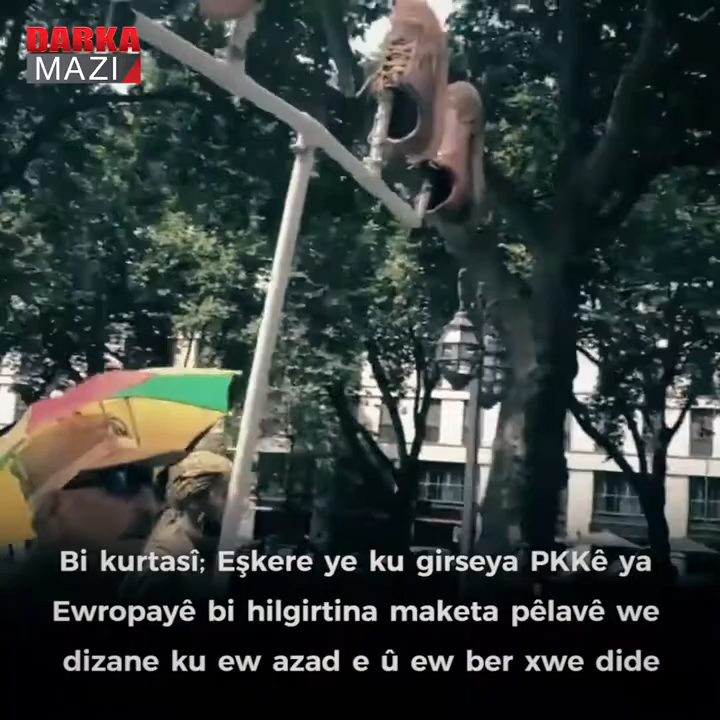 DARKA
MAZI
Bi kurtasî; Eşkere ye ku girseya PKKê ya
Ewropayê bi hilgirtina maketa pêlavê we
dizane ku ew azad e û ew ber xwe dide